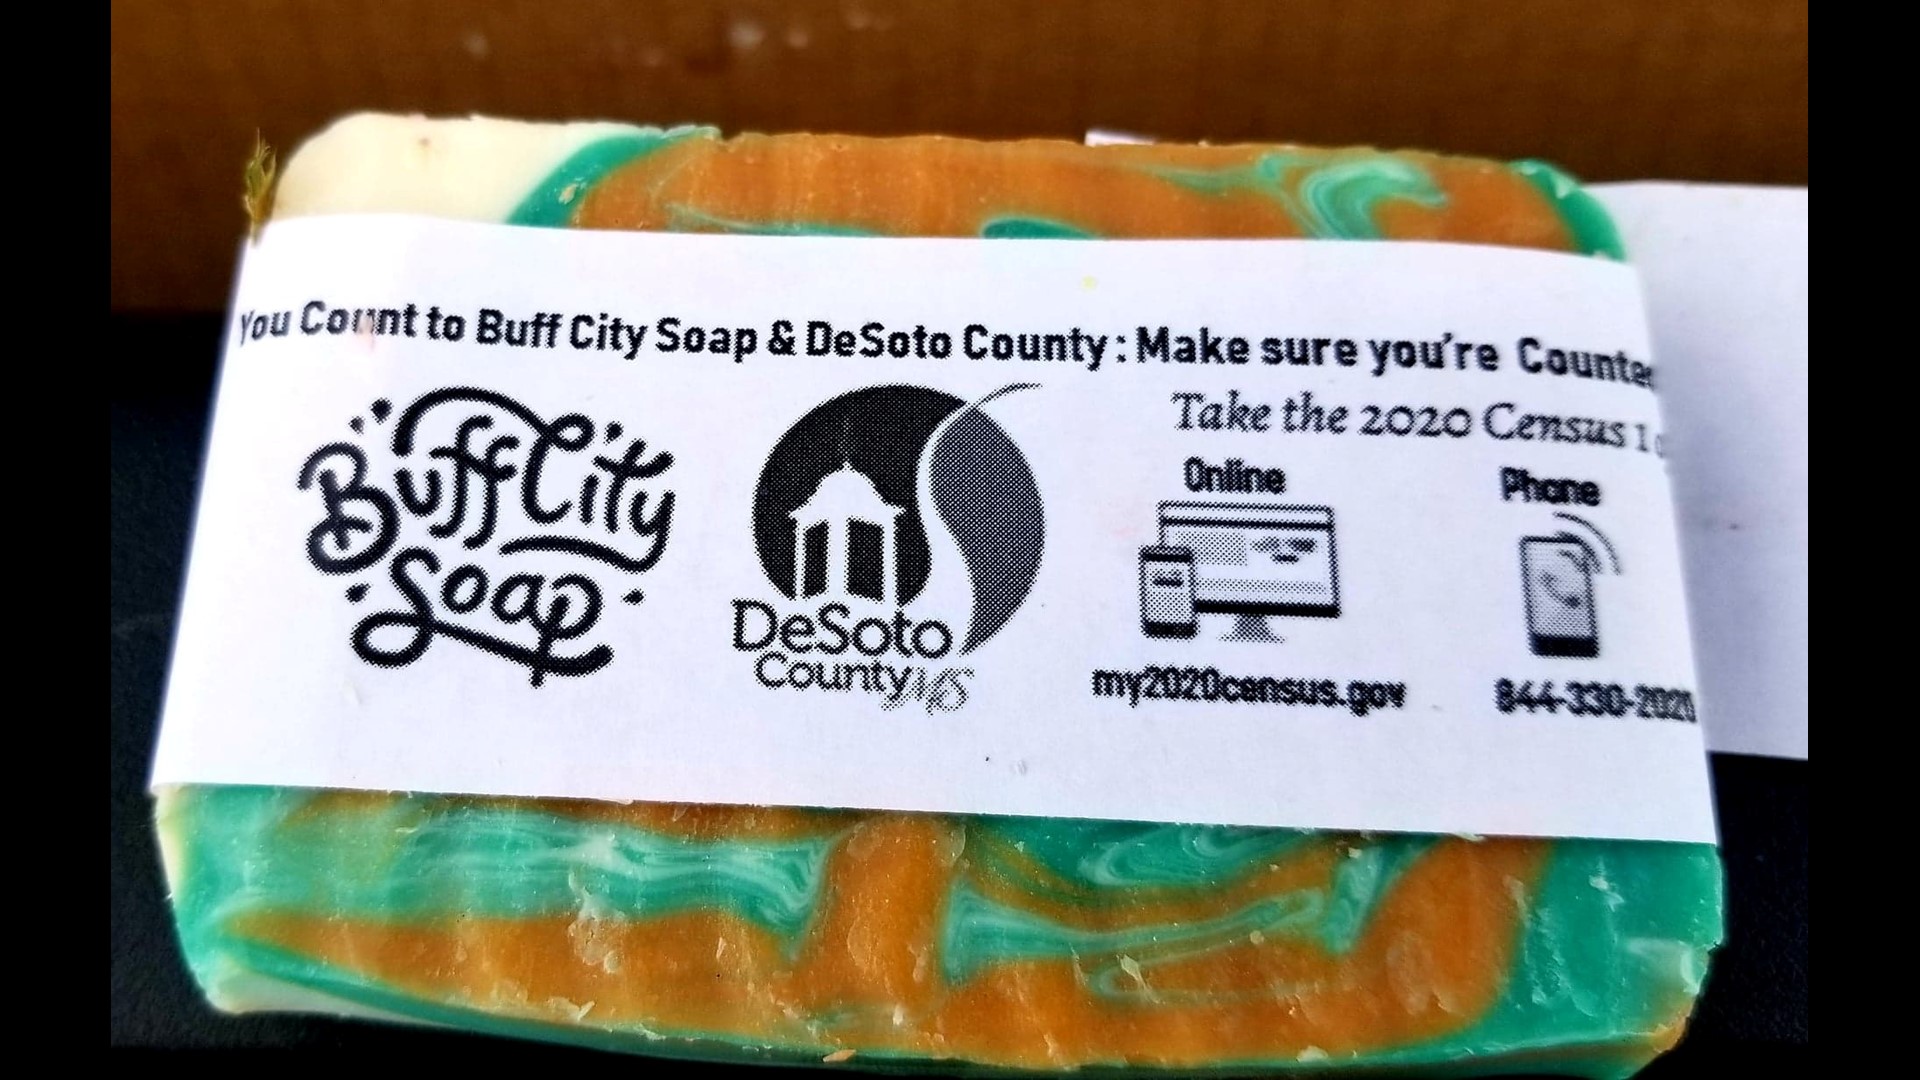 You Count to Buff City Soap & DeSoto County: Make sure you're
Take the 2020 Census
Buff City
Soap
DeSoto
County MS
Online
Phone
my2020census.gov
844-330-2020